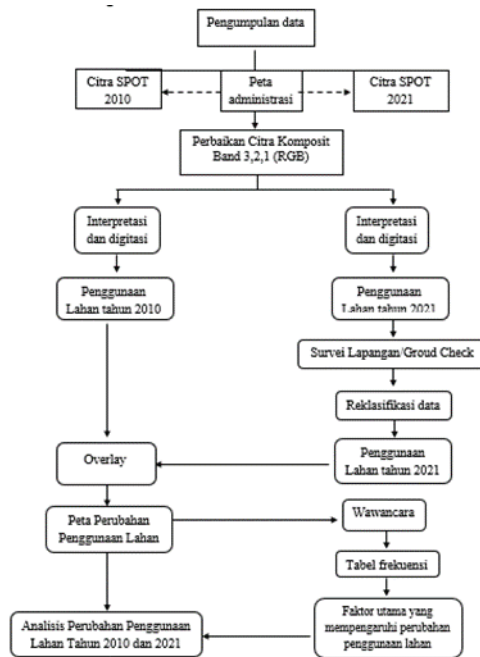 Pengumpulan data
Citra SPOT
2010
Peta
administrasi
Citra SPOT
2021
Perbaikan Citra Komposit
Band 3,2,1 (RGB)
Interpretasi
dan digitasi
Interpretasi
dan digitasi
Penggunaan
Lahan tahun 2010
Penggunaan
Lahan tahun 2021
Survei Lapangan/Groud Check
Reklasifikasi data
Penggunaan
Lahan tahun 2021
Overlay
Peta Perubahan
Penggunaan Lahan
Wawancara
Tabel frekuensi
Faktor utama yang
mempengaruhi perubahan
penggunaan lahan
Analisis Perubahan Penggunaan
Lahan Tahun 2010 dan 2021